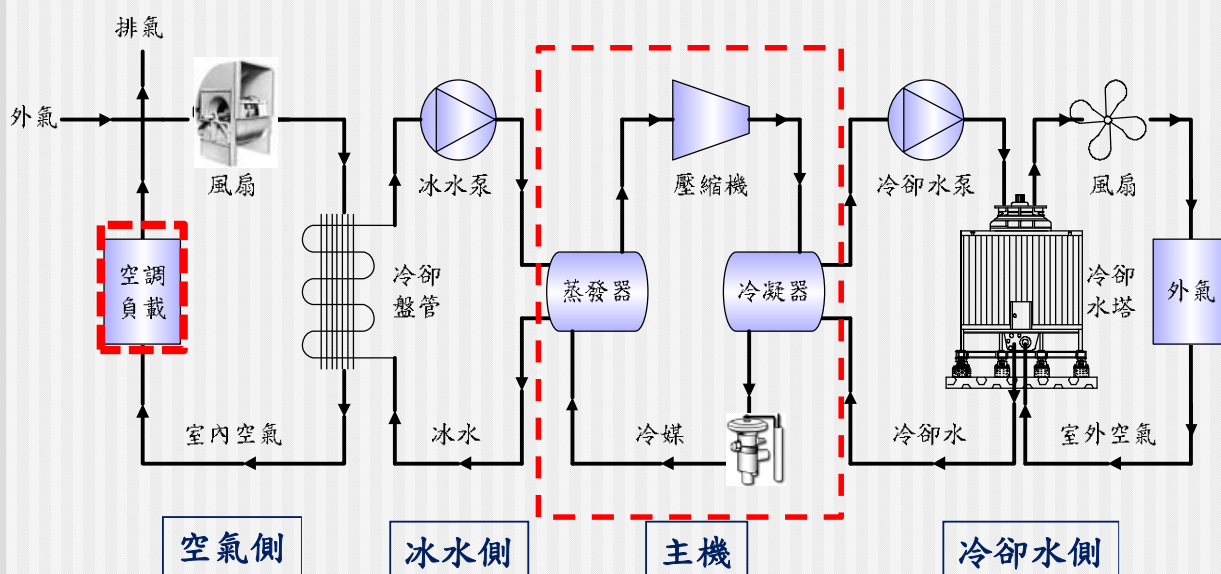 排氣
外氣
風扇
冰水泵
壓縮機
冷卻水泵
風扇
空調
負載
冷卻
盤管
蒸發器
冷凝器
冷卻
水塔
外氣
室內空氣
冰水
冷媒
冷卻水
室外空氣
空氣側
冰水側
主機
冷卻水側